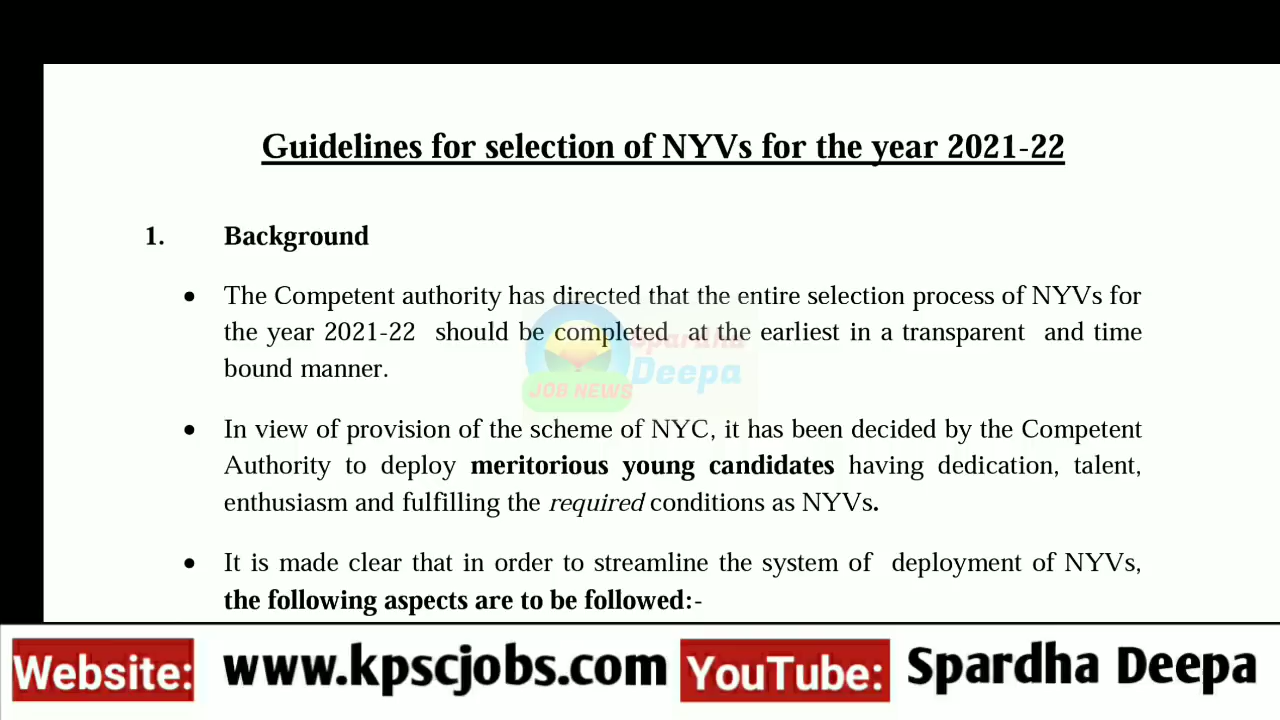 Guidelines for selection of NYVs for the year 2021-22
1. Background
• The Competent authority has directed that the entire selection process of NYVs for
the year 2021-22 should be completed at the earliest in a transparent and time
bound manner.
Spardha
Deepa
JOB NEWS
• In view of provision of the scheme of NYC, it has been decided by the Competent
Authority to deploy meritorious young candidates having dedication, talent,
enthusiasm and fulfilling the required conditions as NYVs.
• It is made clear that in order to streamline the system of deployment of NYVs,
the following aspects are to be followed:-
Website: www.kpscjobs.com YouTube: Spardha Deepa